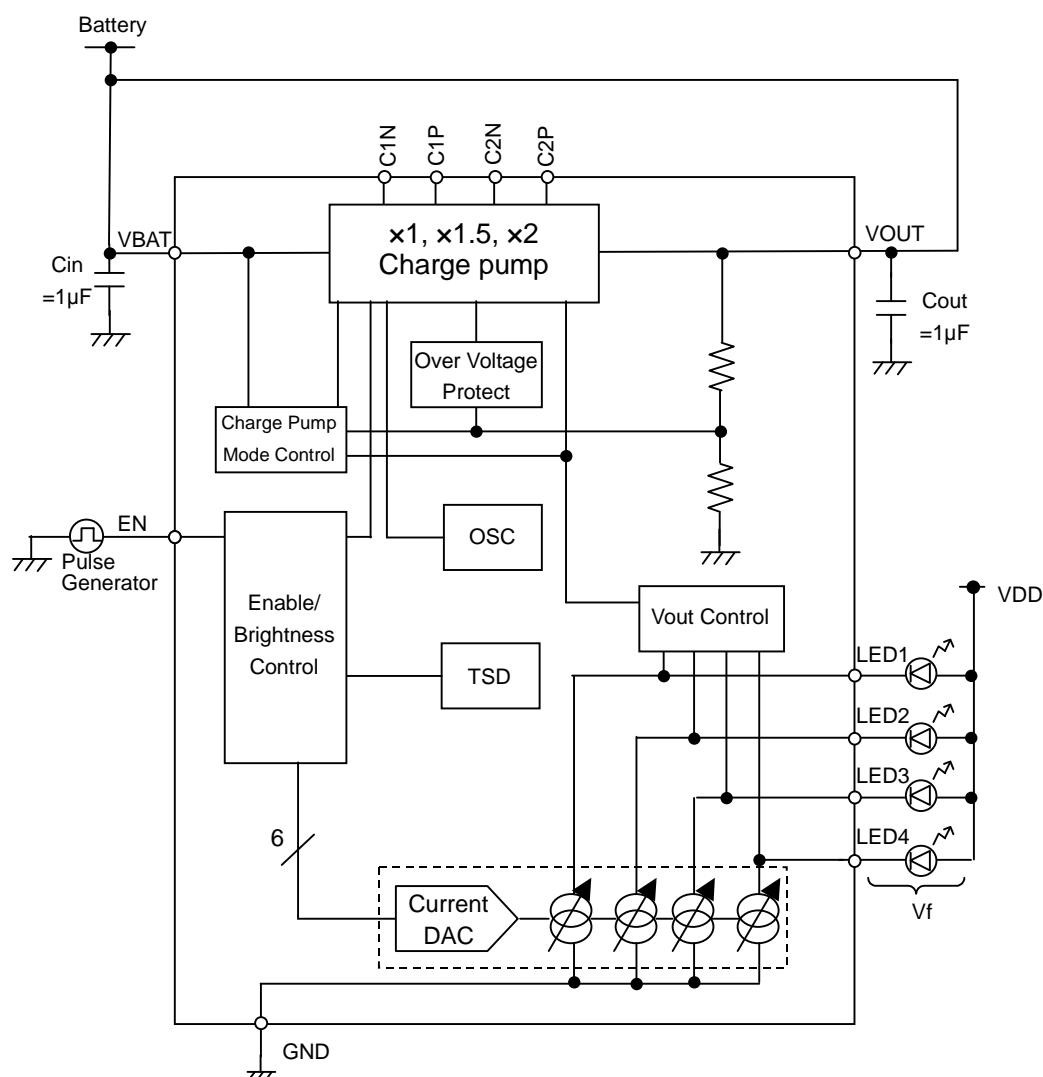 Battery
C1N
C1P
C2N
C2P
×1, ×1.5, ×2
Charge pump
VBAT
VOUT
Cin
=1µF
Cout
=1µF
Over Voltage
Protect
Charge Pump
Mode Control
EN
Pulse
Generator
OSC
Enable/
Brightness
Control
TSD
Vout Control
VDD
LED1
LED2
LED3
LED4
Vf
6
Current
DAC
GND